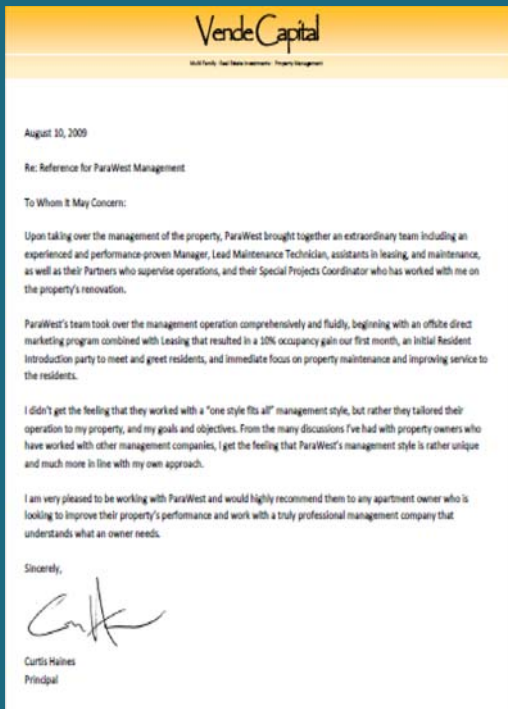 Vende Capital
Multi Family Real Estate Investments - Property Management
August 10, 2009
Re: Reference for ParaWest Management
To Whom It May Concern:
Upon taking over the management of the property, ParaWest brought together an extraordinary team including an
experienced and performance-proven Manager, Lead Maintenance Technician, assistants in leasing, and maintenance,
as well as their Partners who supervise operations, and their Special Projects Coordinator who has worked with me on
the property's renovation.
ParaWest's team took over the management operation comprehensively and fluidly, beginning with an offsite direct
marketing program combined with Leasing that resulted in a 10% occupancy gain our first month, an initial Resident
Introduction party to meet and greet residents, and immediate focus on property maintenance and improving service to
the residents.
I didn't get the feeling that they worked with a "one style fits all" management style, but rather they tailored their
operation to my property, and my goals and objectives. From the many discussions I've had with property owners who
have worked with other management companies, I get the feeling that ParaWest's management style is rather unique
and much more in line with my own approach.
I am very pleased to be working with ParaWest and would highly recommend them to any apartment owner who is
looking to improve their property's performance and work with a truly professional management company that
understands what an owner needs.
Sincerely,
Curtis Haines
Principal